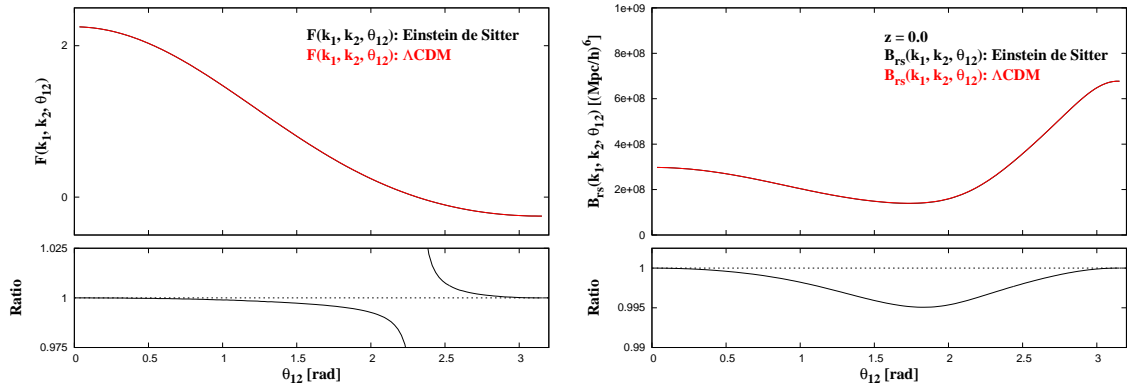 F(k1, k2, θ12): Einstein de Sitter
F(k1, k2, θ12): ΛCDM
F(k1, k2, θ12)
2
0
1.025
1
0.975
Ratio
0 0.5 1 1.5 2 2.5 3
θ12 [rad]
z = 0.0
Brs(k1, k2, θ12): Einstein de Sitter
Brs(k1, k2, θ12): ΛCDM
Brs(k1, k2, θ12) [(Mpc/h)^6]
1e+09
8e+08
6e+08
4e+08
2e+08
0
1
0.995
0.99
Ratio
0 0.5 1 1.5 2 2.5 3
θ12 [rad]